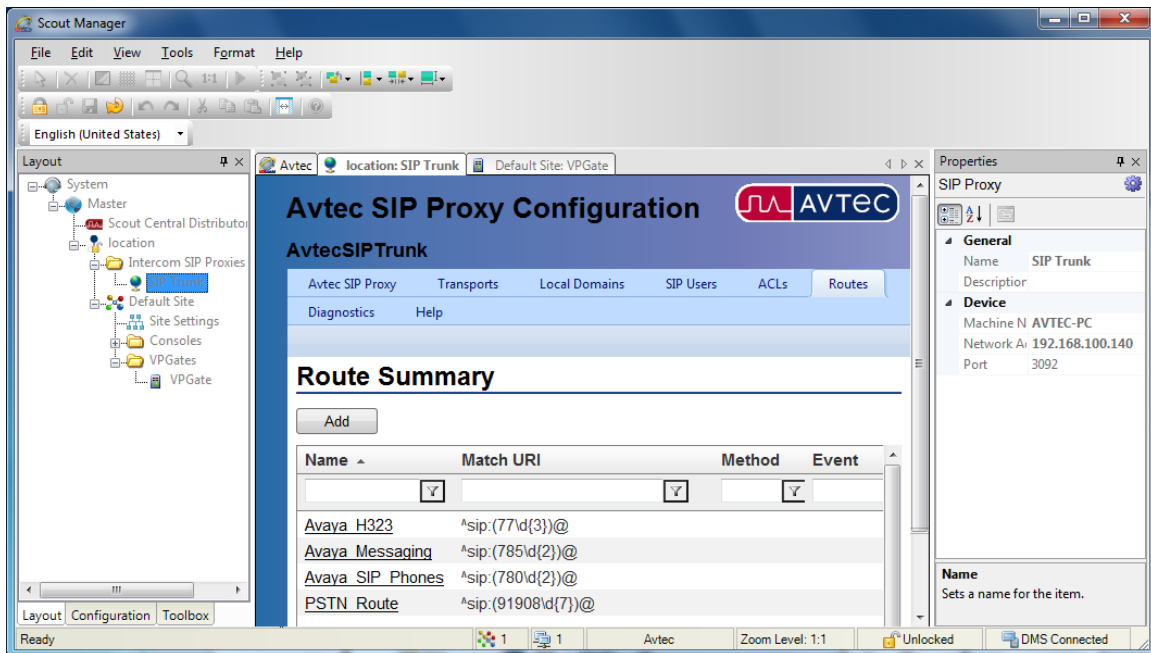 Scout Manager
File Edit View Tools Format Help
1:1
English (United States)
Layout
System
Master
Scout Central Distributor
location
Intercom SIP Proxies
SIP Trunk
Default Site
Site Settings
Consoles
VPGates
VPGate
Layout Configuration Toolbox
Avtec location: SIP Trunk Default Site: VPGate
Avtec SIP Proxy Configuration
AVTEC
AvtecSIPTrunk
Avtec SIP Proxy Transports Local Domains SIP Users ACLs Routes
Diagnostics Help
Route Summary
Add
Name Match URI Method Event
Avaya_H323 ^sip:(77\d{3})@
Avaya_Messaging ^sip:(785\d{2})@
Avaya_SIP_Phones ^sip:(780\d{2})@
PSTN_Route ^sip:(91908\d{7})@
Properties
SIP Proxy
General
Name SIP Trunk
Description
Device
Machine N AVTEC-PC
Network A 192.168.100.140
Port 3092
Name
Sets a name for the item.
Ready 1 1 Avtec Zoom Level: 1:1 Unlocked DMS Connected